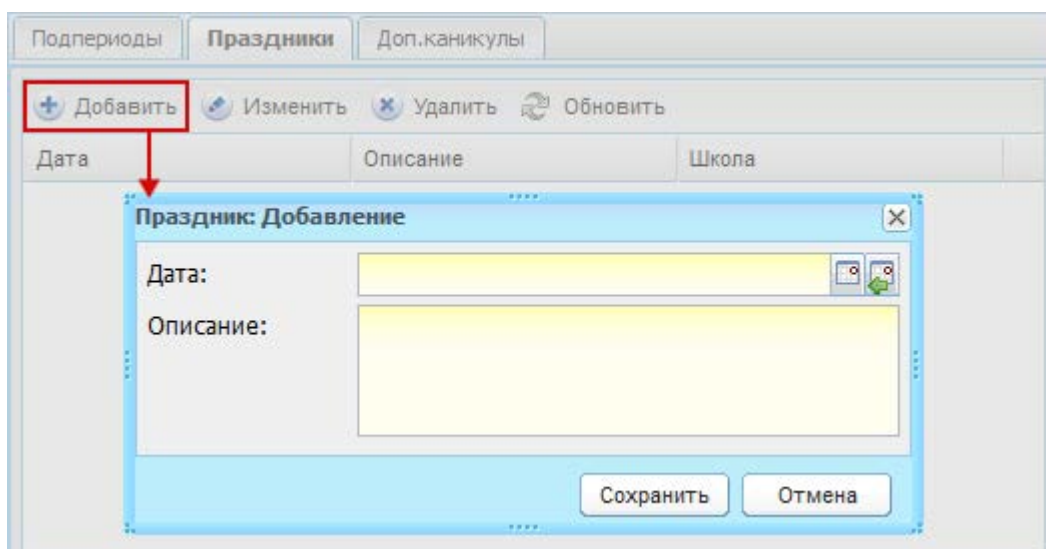 Подпериоды Праздники Доп.каникулы
Добавить Изменить Удалить Обновить
Дата Описание Школа
Праздник: Добавление
Дата:
Описание:
Сохранить Отмена